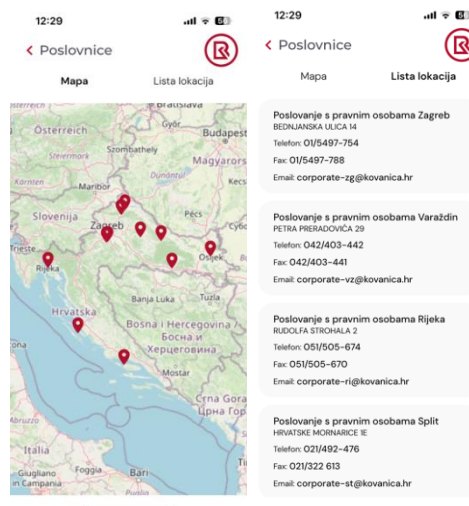 12:29
Poslovnice
Mapa
Lista lokacija
Bratislava
Österreich
Győr
Budapest
Steiermark
Szombathely
Magyarors
Kärnten
Maribor
Dunántúl
Kecs
Slovenija
Pécs
Zagreb
Trieste
Osijek
Rijeka
Banja Luka
Tuzla
Hrvatska
Bosna i Hercegovina
Босна и
Херцеговина
Mostar
Crna Gora
Црна Гор
Abruzzo
Italia
Giugliano
in Campania
Foggia
Bari
Puglia
12:29
Poslovnice
Mapa
Lista lokacija
Poslovanje s pravnim osobama Zagreb
BEDNJANSKA ULICA 14
Telefon: 01/5497-754
Fax: 01/5497-788
Email: corporate-zg@kovanica.hr
Poslovanje s pravnim osobama Varaždin
PETRA PRERADOVIĆA 29
Telefon: 042/403-442
Fax: 042/403-441
Email: corporate-vz@kovanica.hr
Poslovanje s pravnim osobama Rijeka
RUDOLFA STROHALA 2
Telefon: 051/505-674
Fax: 051/505-670
Email: corporate-ri@kovanica.hr
Poslovanje s pravnim osobama Split
HRVATSKE MORNARICE 1E
Telefon: 021/492-476
Fax: 021/322 613
Email: corporate-st@kovanica.hr